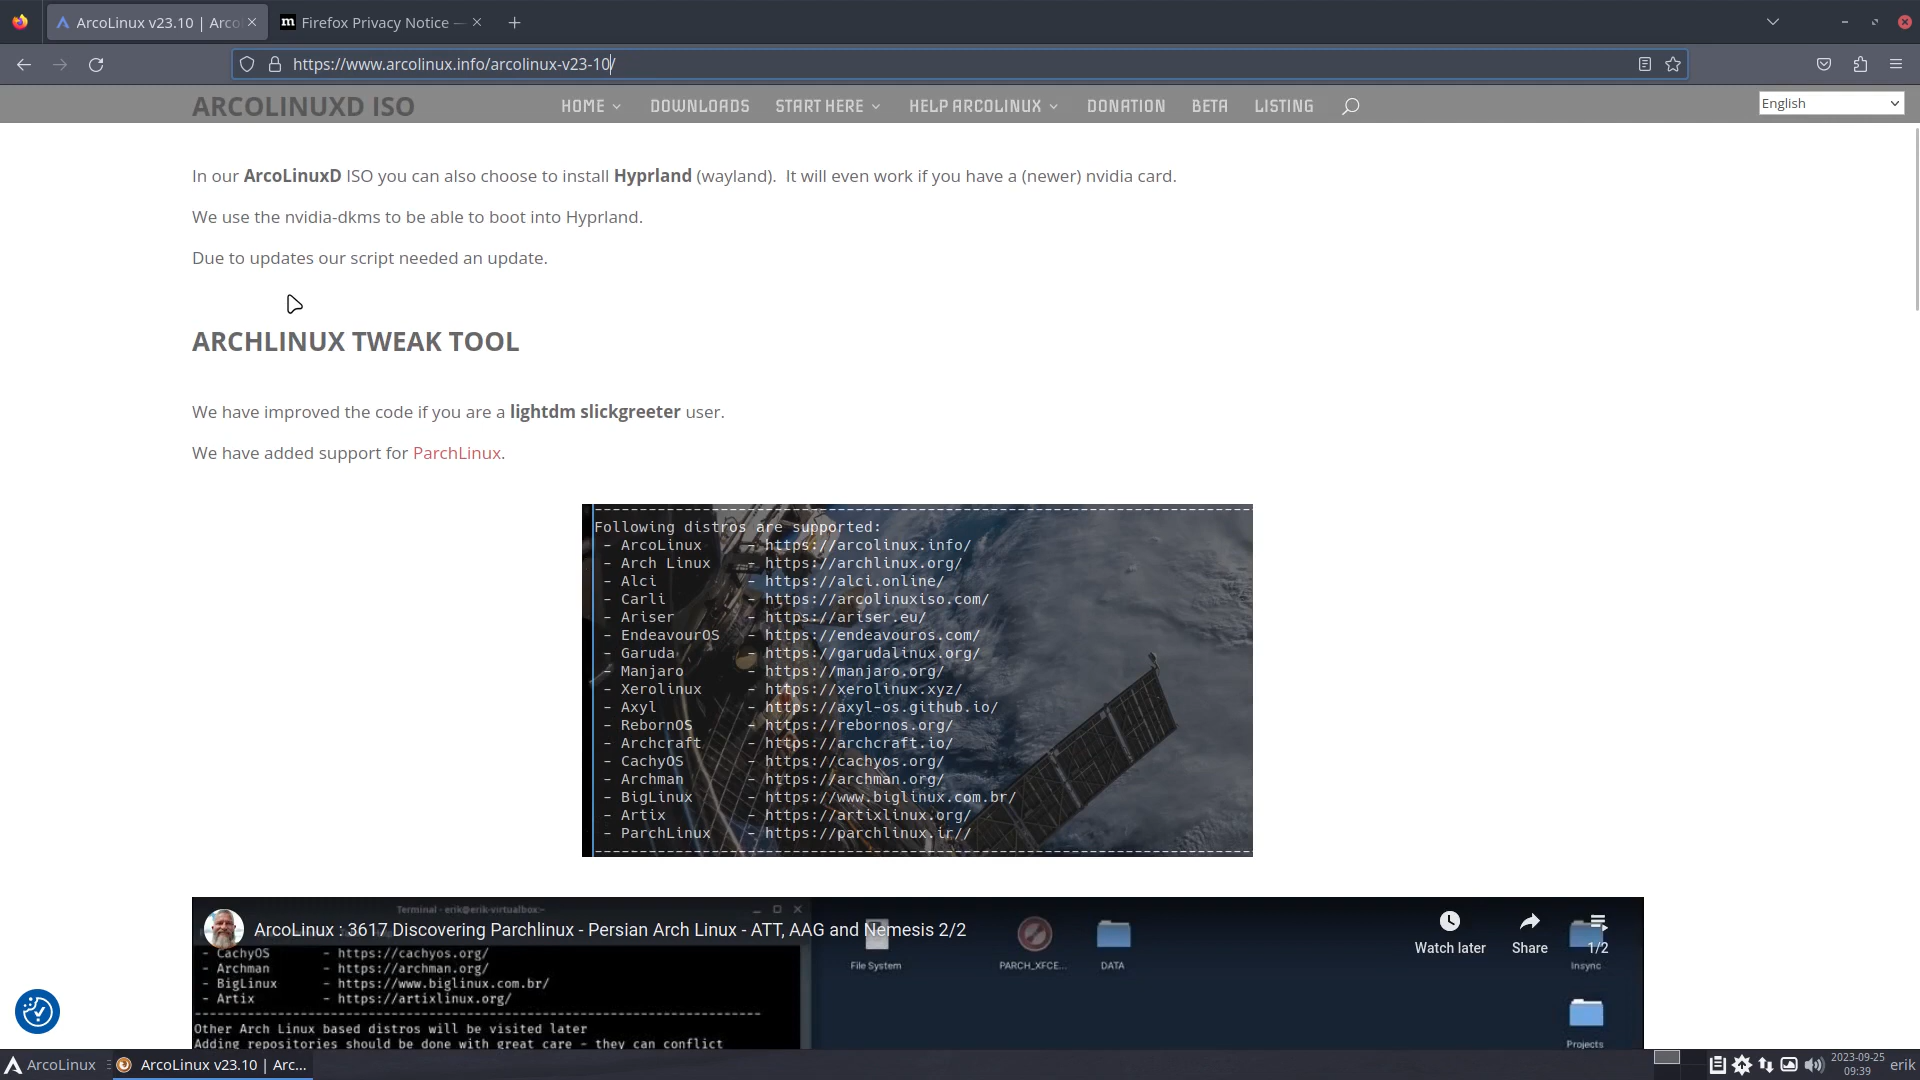 ArcoLinux v23.10 | Arco
Firefox Privacy Notice —
https://www.arcolinux.info/arcolinux-v23-10/
ARCOLINUXD ISO
HOME
DOWNLOADS
START HERE
HELP ARCOLINUX
DONATION
BETA
LISTING
English
In our ArcoLinuxD ISO you can also choose to install Hyprland (wayland).  It will even work if you have a (newer) nvidia card.
We use the nvidia-dkms to be able to boot into Hyprland.
Due to updates our script needed an update.
ARCHLINUX TWEAK TOOL
We have improved the code if you are a lightdm slickgreeter user.
We have added support for ParchLinux.
Following distros are supported:
- ArcoLinux - https://arcolinux.info/
- Arch Linux - https://archlinux.org/
- Alci - https://alci.online/
- Carli - https://arcolinuxiso.com/
- Ariser - https://ariser.eu/
- EndeavourOS - https://endeavouros.com/
- Garuda - https://garudalinux.org/
- Manjaro - https://manjaro.org/
- Xerolinux - https://xerolinux.xyz/
- Axyl - https://axyl-os.github.io/
- RebornOS - https://rebornos.org/
- Archcraft - https://archcraft.io/
- CachyOS - https://cachyos.org/
- Archman - https://archman.org/
- BigLinux - https://www.biglinux.com.br/
- Artix - https://artixlinux.org/
- ParchLinux - https://parchlinux.ir//
Terminal - erik@erik-virtualbox:~
ArcoLinux : 3617 Discovering Parchlinux - Persian Arch Linux - ATT, AAG and Nemesis 2/2
Watch later
Share
1/2
File System
PARCH_XFCE...
DATA
Insync
- CachyOS - https://cachyos.org/
- Archman - https://archman.org/
- BigLinux - https://www.biglinux.com.br/
- Artix - https://artixlinux.org/
Other Arch Linux based distros will be visited later
Adding repositories should be done with great care - they can conflict
Projects
ArcoLinux
ArcoLinux v23.10 | Arc...
2023-09-25
09:39
erik